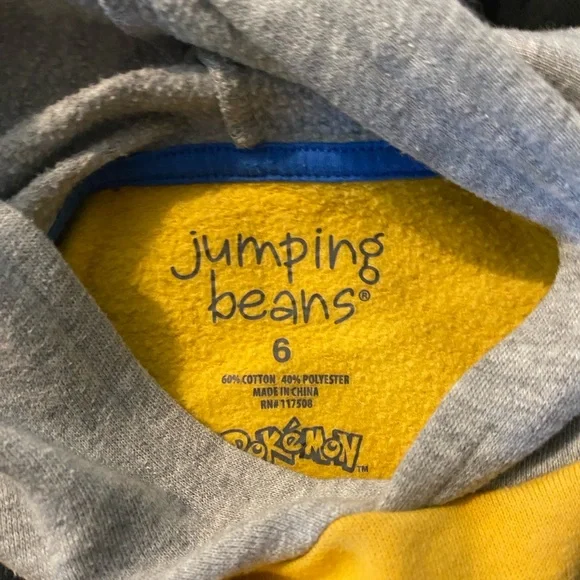 jumping
beans®
6
60% COTTON 40% POLYESTER
MADE IN CHINA
RN# 117508
POKéMON™